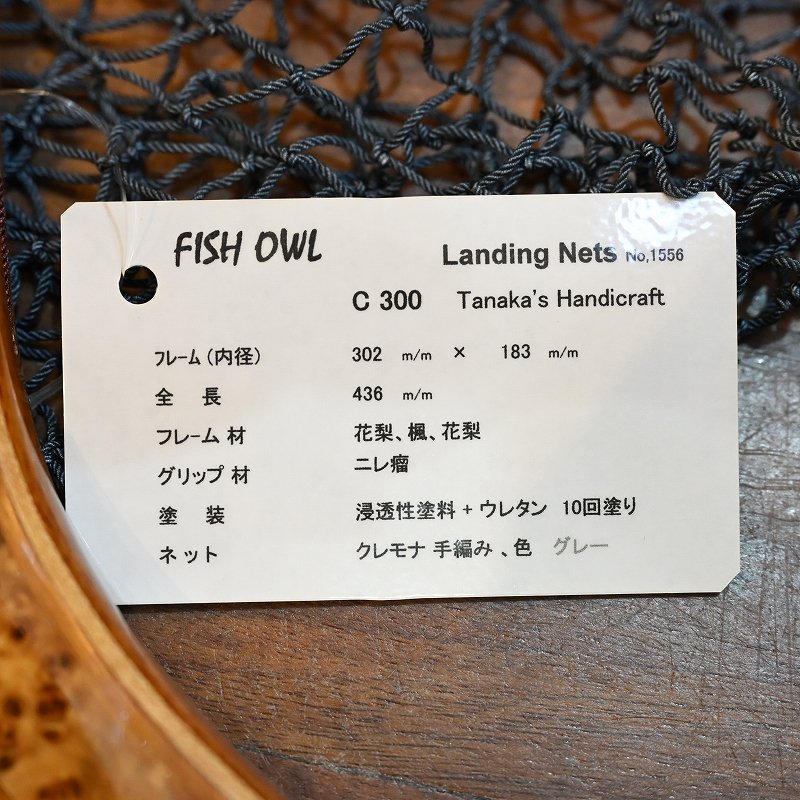 FISH OWL
Landing Nets No,1556
C 300 Tanaka's Handicraft
フレーム（内径） 302 m/m × 183 m/m
全 長 436 m/m
フレーム 材 花梨、楓、花梨
グリップ 材 ニレ瘤
塗 装 浸透性塗料 + ウレタン 10回塗り
ネット クレモナ 手編み 、色 グレー